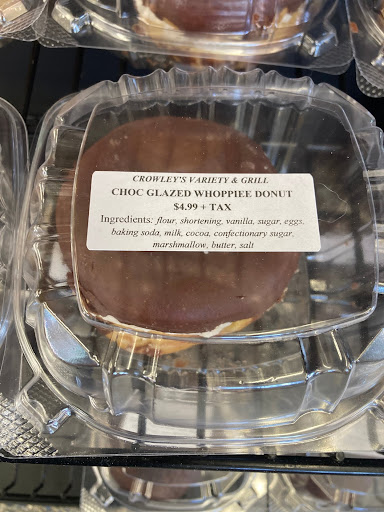 CROWLEY'S VARIETY & GRILL
CHOC GLAZED WHOPPIEE DONUT
$4.99 + TAX
Ingredients: flour, shortening, vanilla, sugar, eggs,
baking soda, milk, cocoa, confectionary sugar,
marshmallow, butter, salt